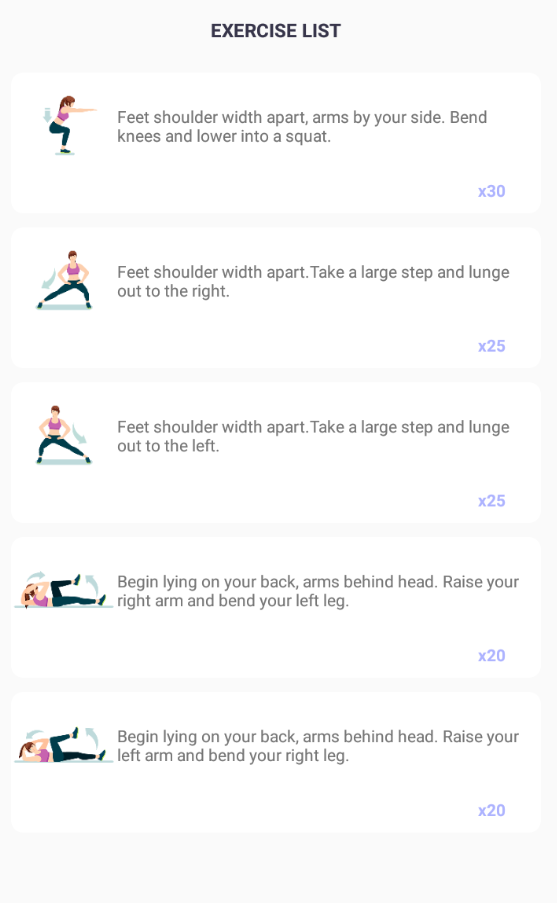 EXERCISE LIST
Feet shoulder width apart, arms by your side. Bend
knees and lower into a squat.
x30
Feet shoulder width apart.Take a large step and lunge
out to the right.
x25
Feet shoulder width apart.Take a large step and lunge
out to the left.
x25
Begin lying on your back, arms behind head. Raise your
right arm and bend your left leg.
x20
Begin lying on your back, arms behind head. Raise your
left arm and bend your right leg.
x20